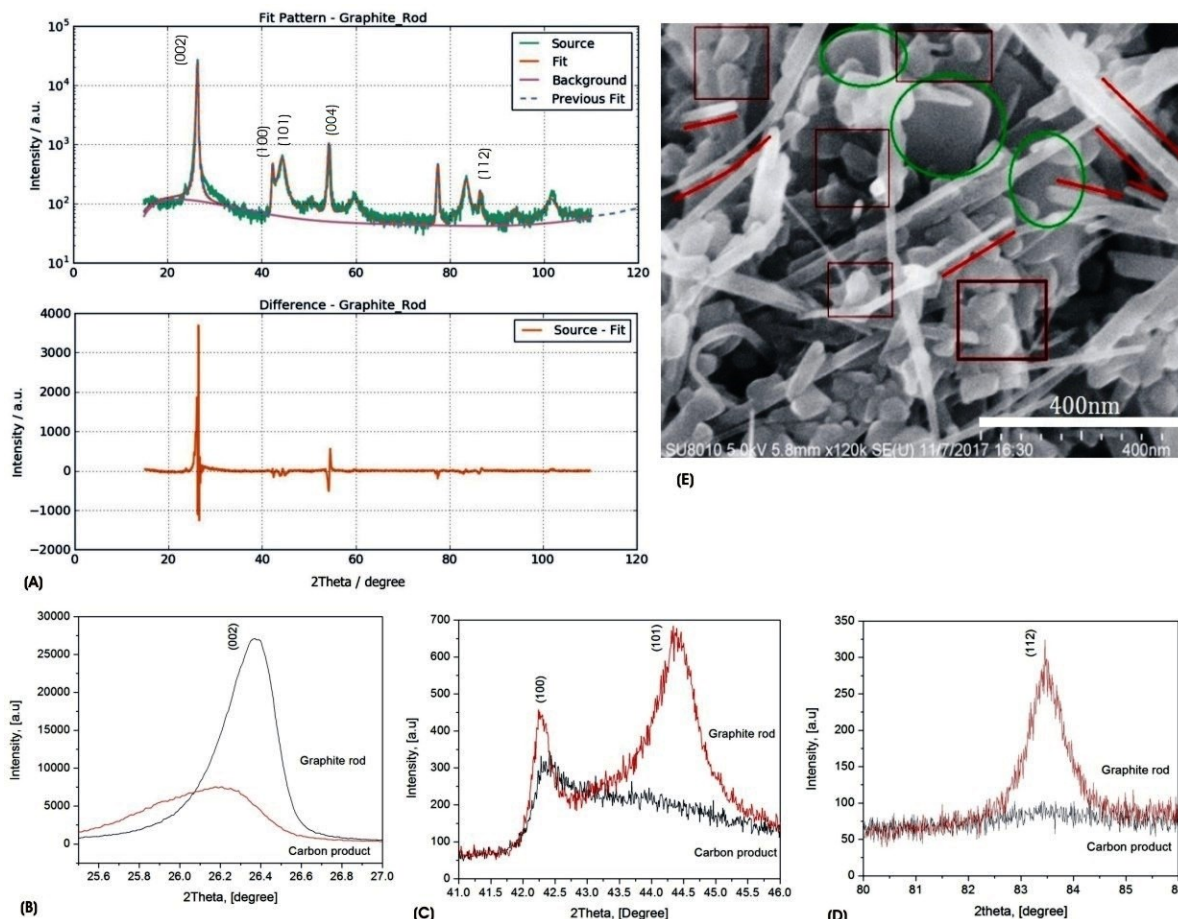 Fit Pattern - Graphite_Rod
10^5
10^4
10^3
10^2
10^1
Intensity / a.u.
(002)
(100)
(101)
(004)
(112)
Source
Fit
Background
Previous Fit
0 20 40 60 80 100 120
Difference - Graphite_Rod
4000
3000
2000
1000
0
−1000
−2000
Intensity / a.u.
Source - Fit
0 20 40 60 80 100 120
2Theta / degree
(A)
400nm
SU8010 5.0kV 5.8mm x120k SE(U) 11/7/2017 16:30 400nm
(E)
30000
25000
20000
15000
10000
5000
0
Intensity, [a.u]
(002)
Graphite rod
Carbon product
25.6 25.8 26.0 26.2 26.4 26.6 26.8 27.0
2Theta, [degree]
(B)
700
600
500
400
300
200
100
0
Intensity, [a.u]
(100)
(101)
Graphite rod
Carbon product
41.0 41.5 42.0 42.5 43.0 43.5 44.0 44.5 45.0 45.5 46.0
2Theta, [Degree]
(C)
350
300
250
200
150
100
50
0
Intensity, [a.u]
(112)
Graphite rod
Carbon product
80 81 82 83 84 85
2theta, [degree]
(D)